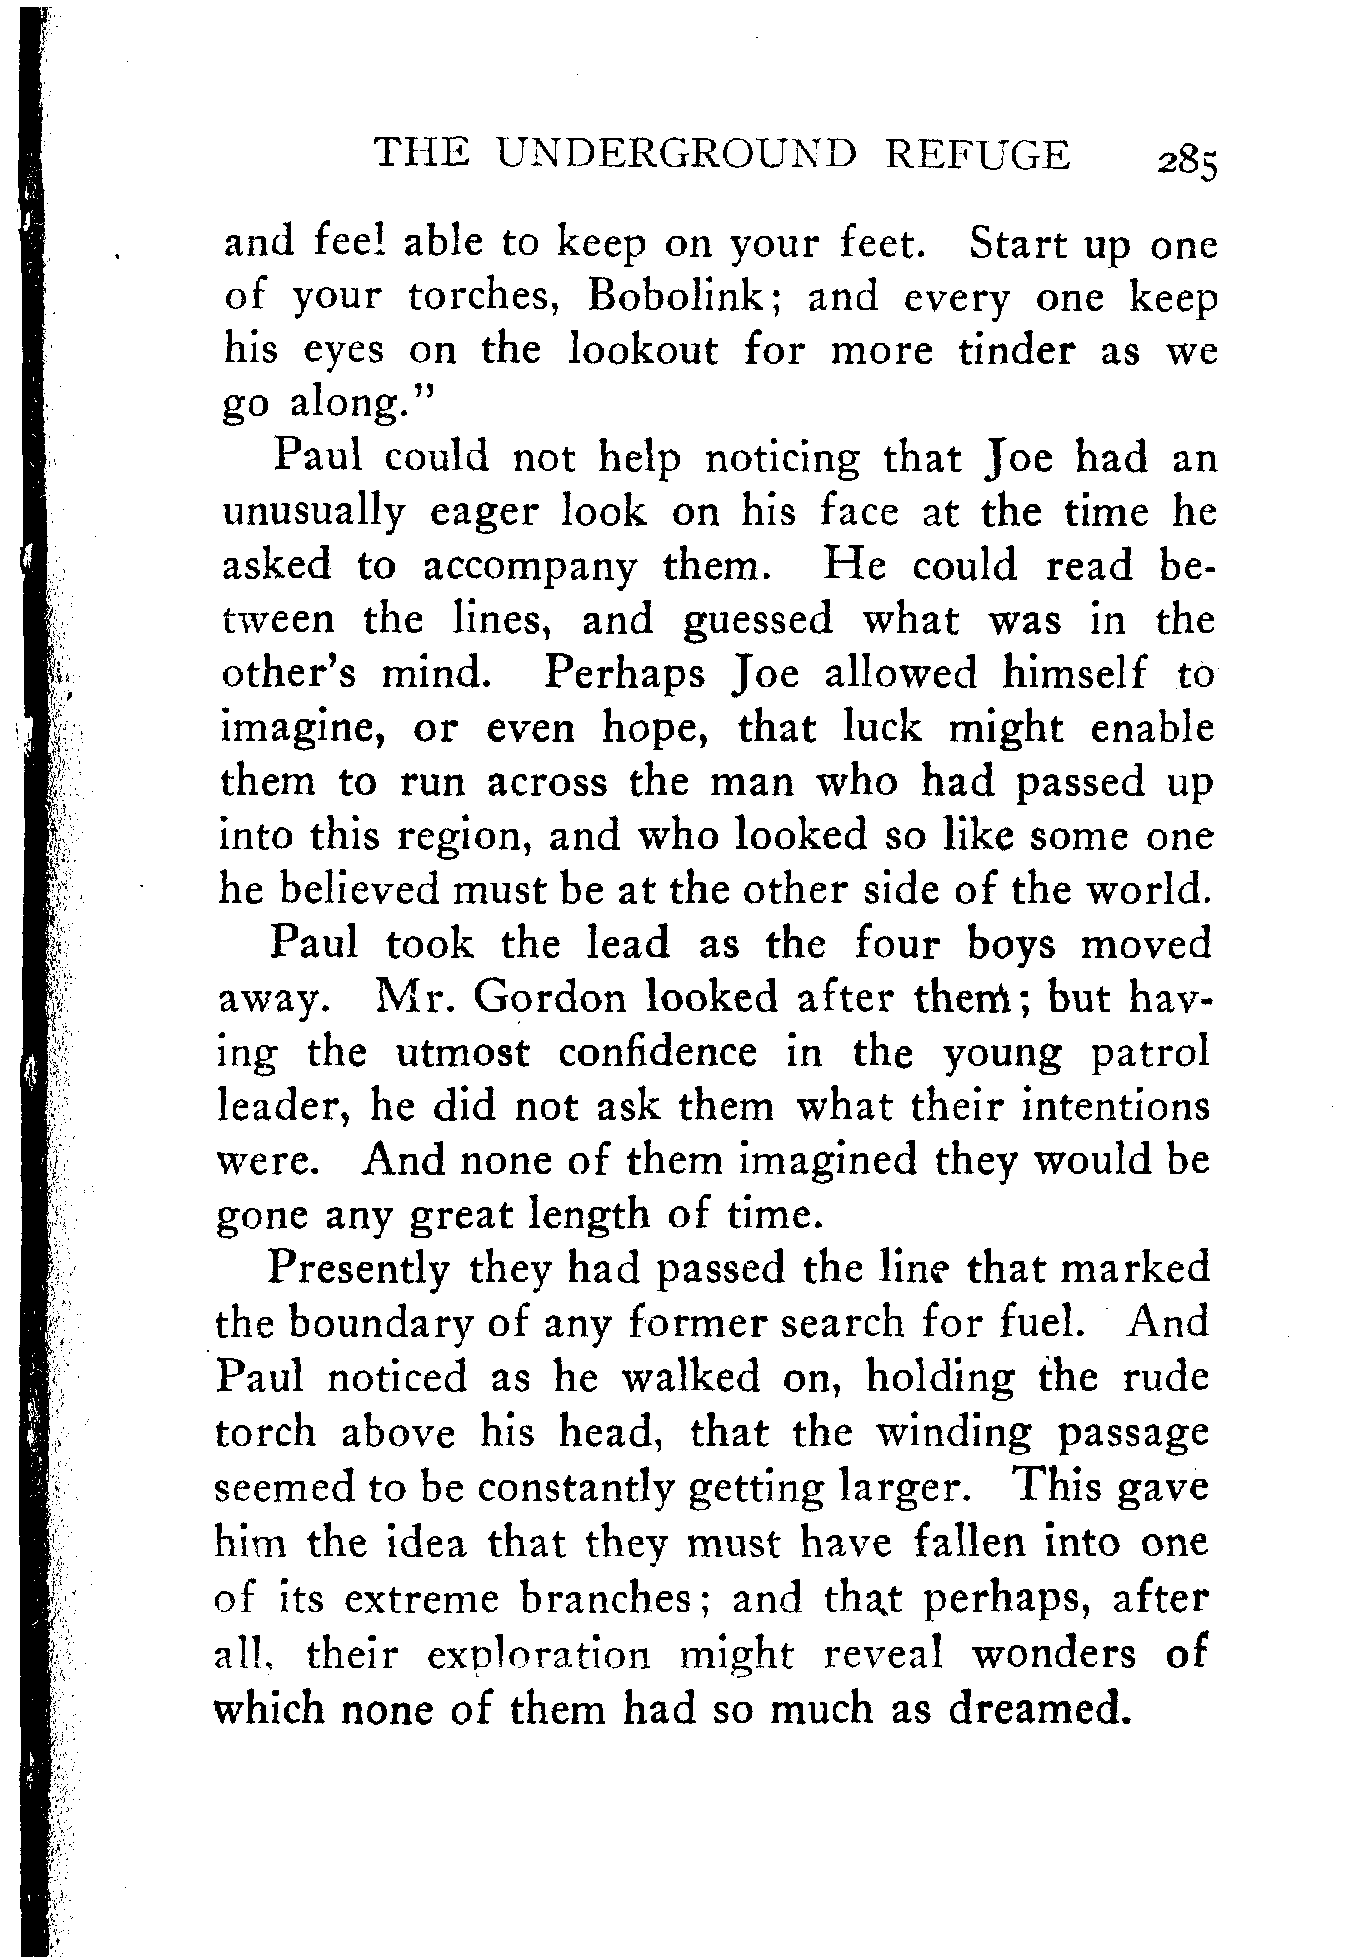 THE UNDERGROUND REFUGE 285
and feel able to keep on your feet. Start up one
of your torches, Bobolink; and every one keep
his eyes on the lookout for more tinder as we
go along."
Paul could not help noticing that Joe had an
unusually eager look on his face at the time he
asked to accompany them. He could read be-
tween the lines, and guessed what was in the
other's mind. Perhaps Joe allowed himself to
imagine, or even hope, that luck might enable
them to run across the man who had passed up
into this region, and who looked so like some one
he believed must be at the other side of the world.
Paul took the lead as the four boys moved
away. Mr. Gordon looked after them; but hav-
ing the utmost confidence in the young patrol
leader, he did not ask them what their intentions
were. And none of them imagined they would be
gone any great length of time.
Presently they had passed the line that marked
the boundary of any former search for fuel. And
Paul noticed as he walked on, holding the rude
torch above his head, that the winding passage
seemed to be constantly getting larger. This gave
him the idea that they must have fallen into one
of its extreme branches; and that perhaps, after
all, their exploration might reveal wonders of
which none of them had so much as dreamed.